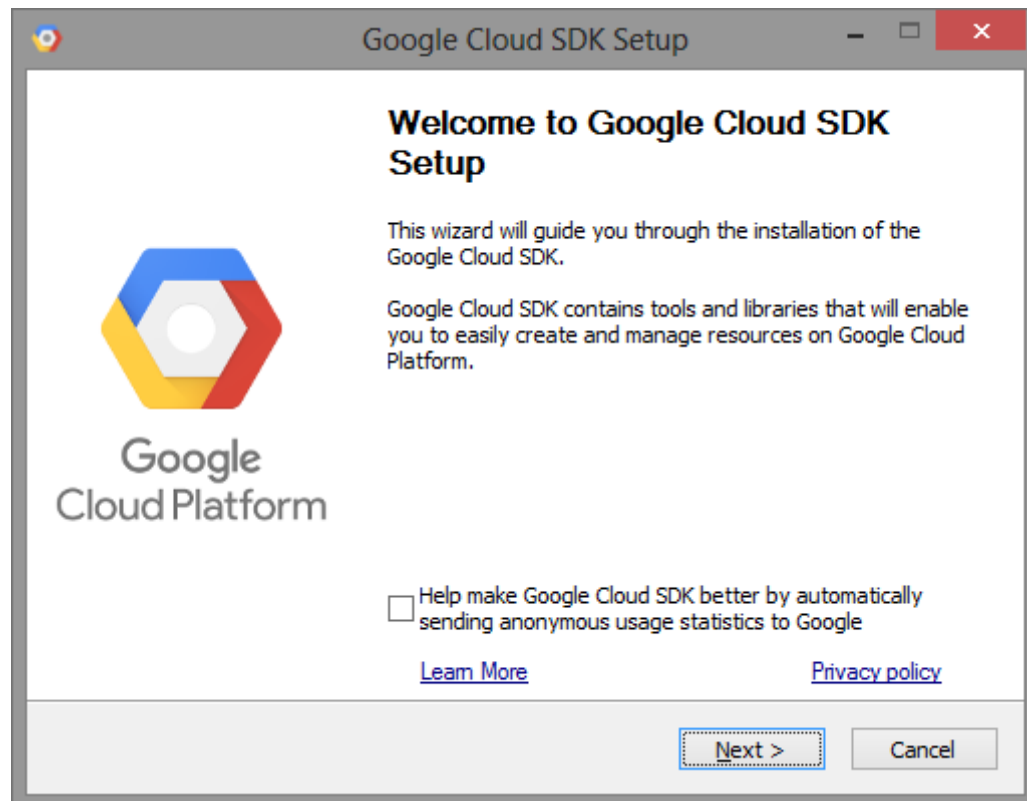 Google Cloud SDK Setup
Welcome to Google Cloud SDK
Setup
This wizard will guide you through the installation of the
Google Cloud SDK.
Google Cloud SDK contains tools and libraries that will enable
you to easily create and manage resources on Google Cloud
Platform.
Google
Cloud Platform
Help make Google Cloud SDK better by automatically
sending anonymous usage statistics to Google
Learn More
Privacy policy
Next >
Cancel